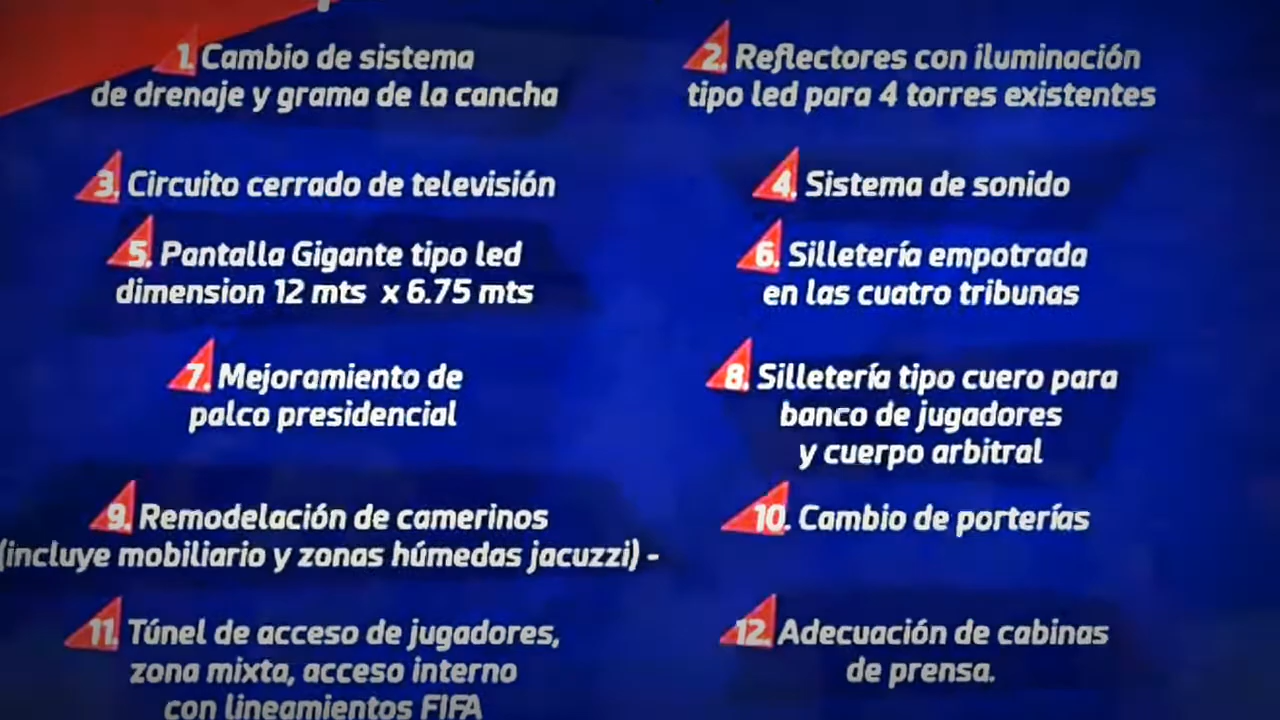 1. Cambio de sistema
de drenaje y grama de la cancha
2. Reflectores con iluminación
tipo led para 4 torres existentes
3. Circuito cerrado de televisión
4. Sistema de sonido
5. Pantalla Gigante tipo led
dimension 12 mts x 6.75 mts
6. Silletería empotrada
en las cuatro tribunas
7. Mejoramiento de
palco presidencial
8. Silletería tipo cuero para
banco de jugadores
y cuerpo arbitral
9. Remodelación de camerinos
(incluye mobiliario y zonas húmedas jacuzzi) -
10. Cambio de porterías
11. Túnel de acceso de jugadores,
zona mixta, acceso interno
con lineamientos FIFA
12. Adecuación de cabinas
de prensa.